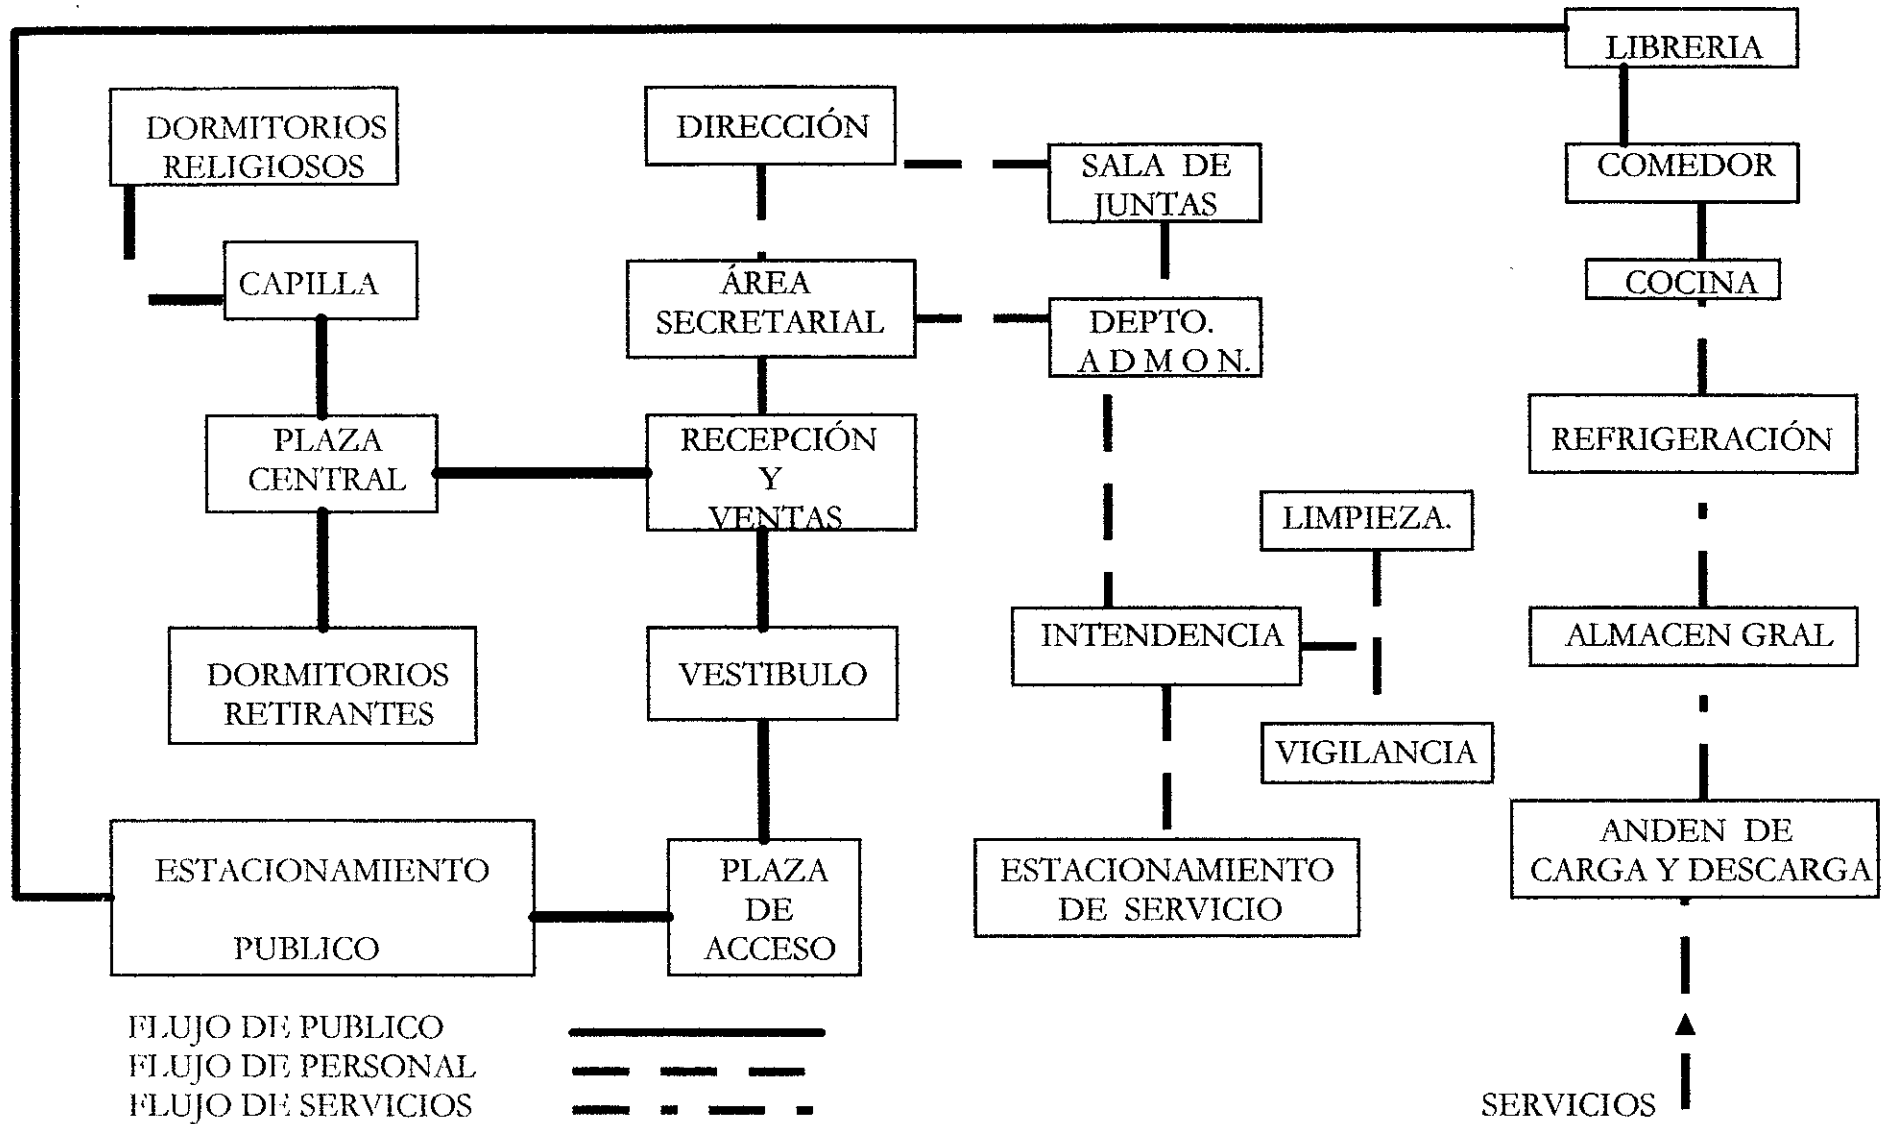 LIBRERIA
DORMITORIOS
RELIGIOSOS
DIRECCIÓN
SALA DE
JUNTAS
COMEDOR
CAPILLA
ÁREA
SECRETARIAL
DEPTO.
A D M O N.
COCINA
PLAZA
CENTRAL
RECEPCIÓN
Y
VENTAS
REFRIGERACIÓN
LIMPIEZA.
INTENDENCIA
ALMACEN GRAL
DORMITORIOS
RETIRANTES
VESTIBULO
VIGILANCIA
ESTACIONAMIENTO
PUBLICO
PLAZA
DE
ACCESO
ESTACIONAMIENTO
DE SERVICIO
ANDEN DE
CARGA Y DESCARGA
FLUJO DE PUBLICO
FLUJO DE PERSONAL
FLUJO DE SERVICIOS
SERVICIOS